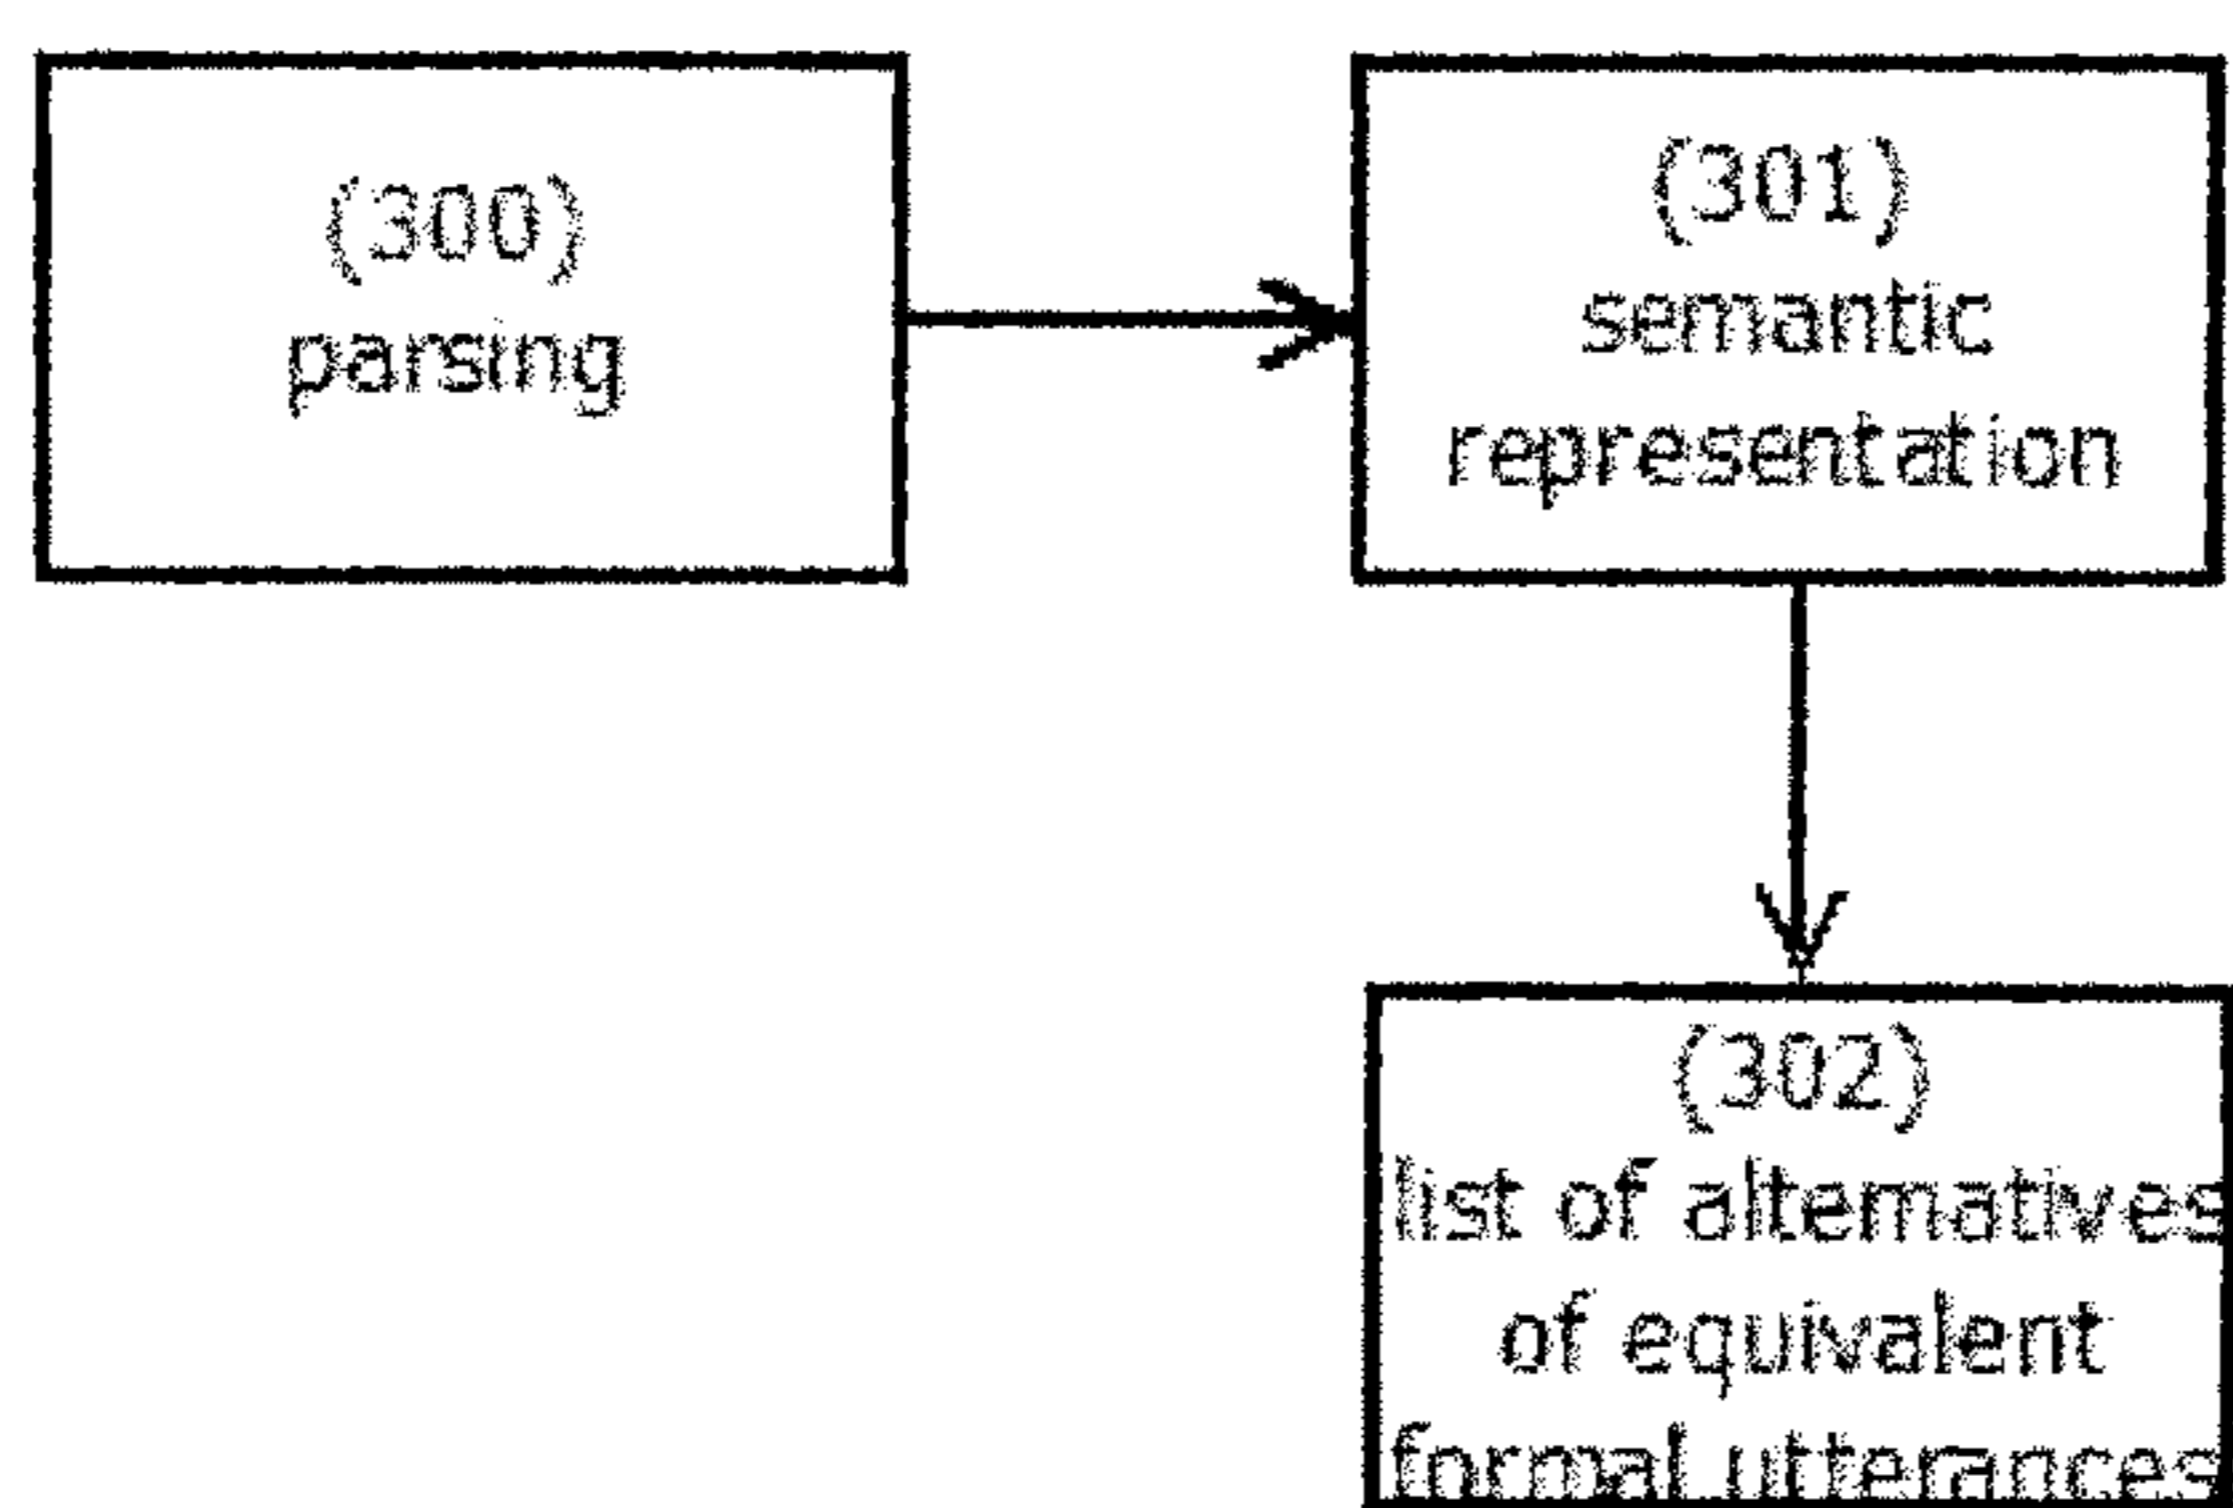 (300)
parsing
(301)
semantic
representation
(302)
list of alternatives
of equivalent
formal utterances